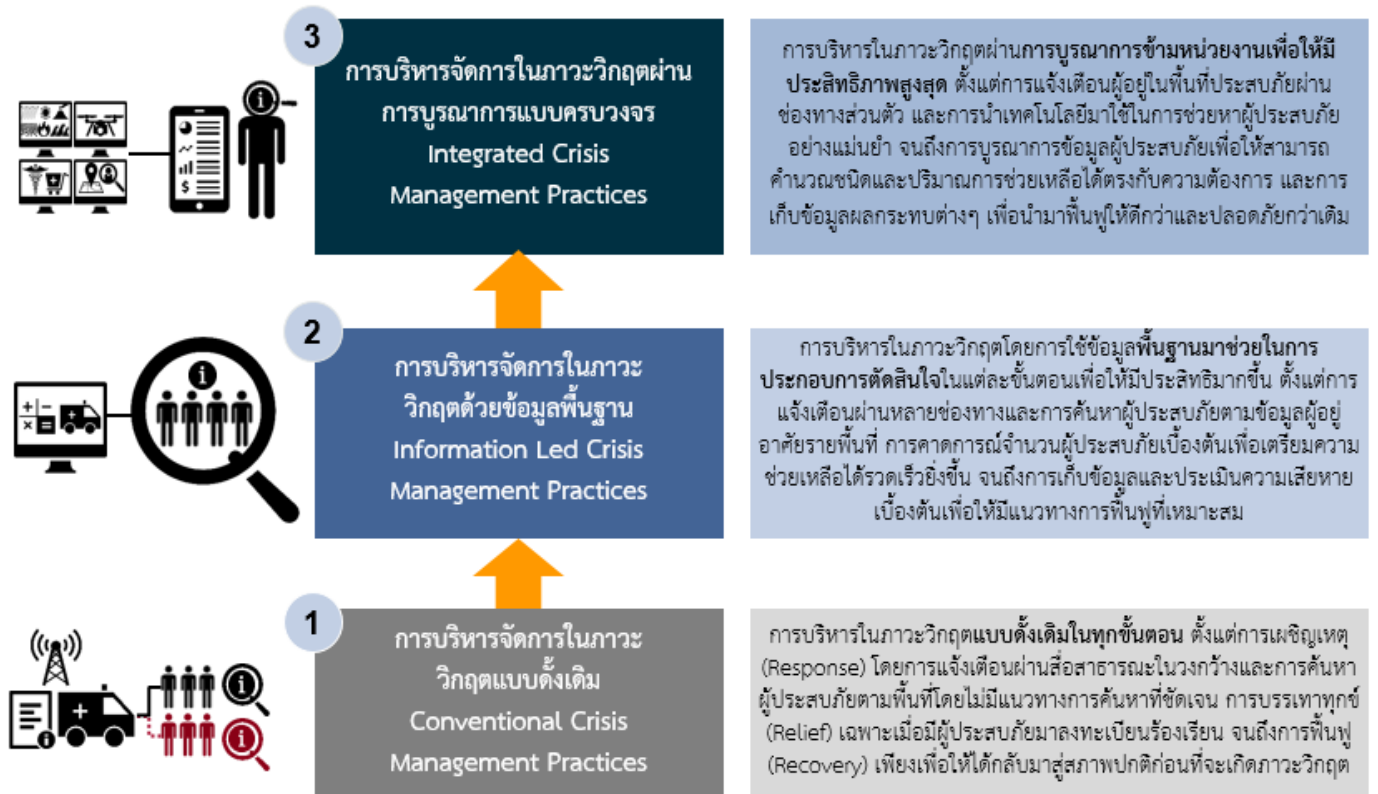 3
การบริหารจัดการในภาวะวิกฤตผ่าน
การบูรณาการแบบครบวงจร
Integrated Crisis
Management Practices
การบริหารในภาวะวิกฤตผ่านการบูรณาการข้ามหน่วยงานเพื่อให้มี
ประสิทธิภาพสูงสุด ตั้งแต่การแจ้งเตือนผู้อยู่ในพื้นที่ประสบภัยผ่าน
ช่องทางส่วนตัว และการนำเทคโนโลยีมาใช้ในการช่วยหาผู้ประสบภัย
อย่างแม่นยำ จนถึงการบูรณาการข้อมูลผู้ประสบภัยเพื่อให้สามารถ
คำนวณชนิดและปริมาณการช่วยเหลือได้ตรงกับความต้องการ และการ
เก็บข้อมูลผลกระทบต่างๆ เพื่อนำมาฟื้นฟูให้ดีกว่าและปลอดภัยกว่าเดิม
2
การบริหารจัดการในภาวะ
วิกฤตด้วยข้อมูลพื้นฐาน
Information Led Crisis
Management Practices
การบริหารในภาวะวิกฤตโดยการใช้ข้อมูลพื้นฐานมาช่วยในการ
ประกอบการตัดสินใจในแต่ละขั้นตอนเพื่อให้มีประสิทธิมากขึ้น ตั้งแต่การ
แจ้งเตือนผ่านหลายช่องทางและการค้นหาผู้ประสบภัยตามข้อมูลผู้อยู่
อาศัยรายพื้นที่ การคาดการณ์จำนวนผู้ประสบภัยเบื้องต้นเพื่อเตรียมความ
ช่วยเหลือได้รวดเร็วยิ่งขึ้น จนถึงการเก็บข้อมูลและประเมินความเสียหาย
เบื้องต้นเพื่อให้มีแนวทางการฟื้นฟูที่เหมาะสม
1
การบริหารจัดการในภาวะ
วิกฤตแบบดั้งเดิม
Conventional Crisis
Management Practices
การบริหารในภาวะวิกฤตแบบดั้งเดิมในทุกขั้นตอน ตั้งแต่การเผชิญเหตุ
(Response) โดยการแจ้งเตือนผ่านสื่อสาธารณะในวงกว้างและการค้นหา
ผู้ประสบภัยตามพื้นที่โดยไม่มีแนวทางการค้นหาที่ชัดเจน การบรรเทาทุกข์
(Relief) เฉพาะเมื่อมีผู้ประสบภัยมาลงทะเบียนร้องเรียน จนถึงการฟื้นฟู
(Recovery) เพียงเพื่อให้ได้กลับมาสู่สภาพปกติก่อนที่จะเกิดภาวะวิกฤต